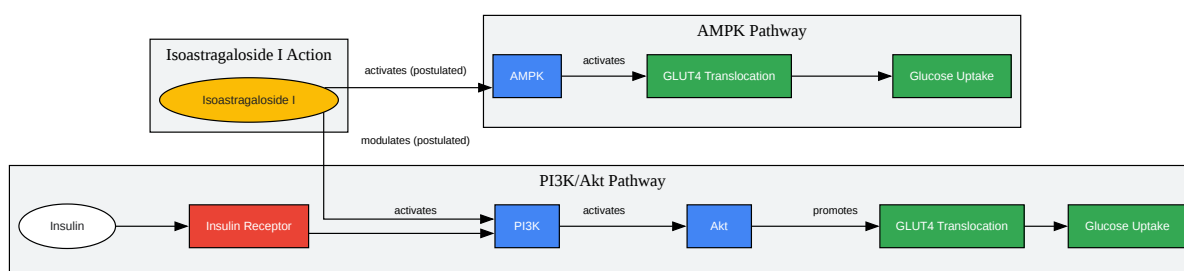 AMPK Pathway
Isoastragaloside I Action
activates (postulated)
AMPK
activates
GLUT4 Translocation
Glucose Uptake
Isoastragaloside I
modulates (postulated)
PI3K/Akt Pathway
Insulin
Insulin Receptor
activates
PI3K
activates
Akt
promotes
GLUT4 Translocation
Glucose Uptake